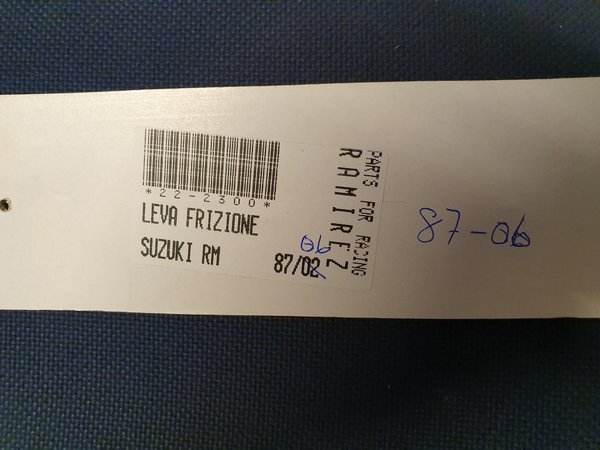 *22-2300*
LEVA FRIZIONE
SUZUKI RM 87/02
06
PARTS FOR RACING
RAMIREZ
87-06